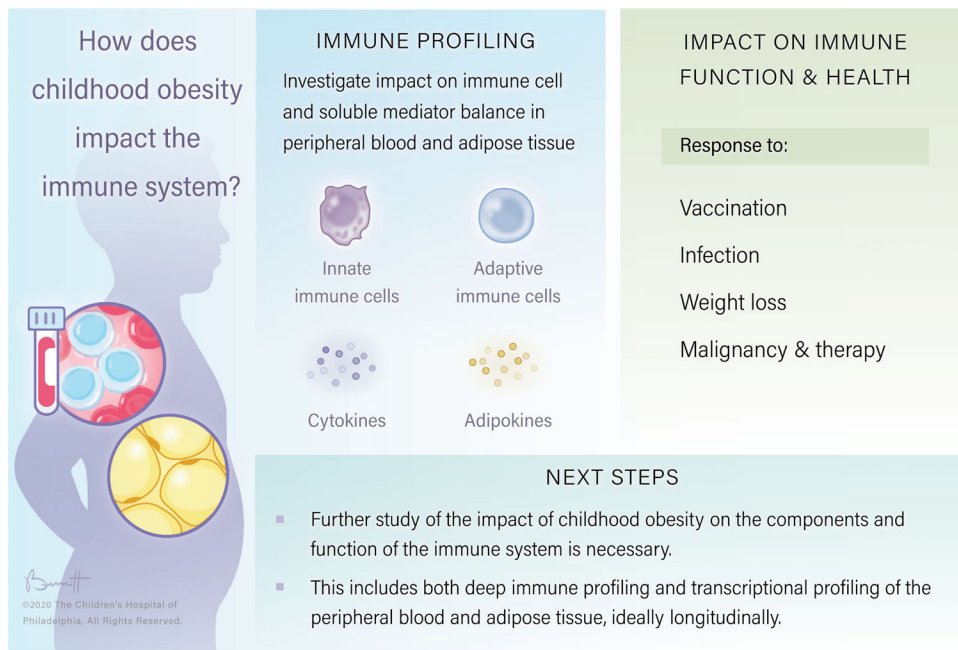 How does
childhood obesity
impact the
immune system?
IMMUNE PROFILING
Investigate impact on immune cell
and soluble mediator balance in
peripheral blood and adipose tissue
Innate
immune cells
Adaptive
immune cells
Cytokines
Adipokines
IMPACT ON IMMUNE
FUNCTION & HEALTH
Response to:
Vaccination
Infection
Weight loss
Malignancy & therapy
NEXT STEPS
Further study of the impact of childhood obesity on the components and
function of the immune system is necessary.
This includes both deep immune profiling and transcriptional profiling of the
peripheral blood and adipose tissue, ideally longitudinally.
©2020 The Children's Hospital of
Philadelphia, All Rights Reserved.